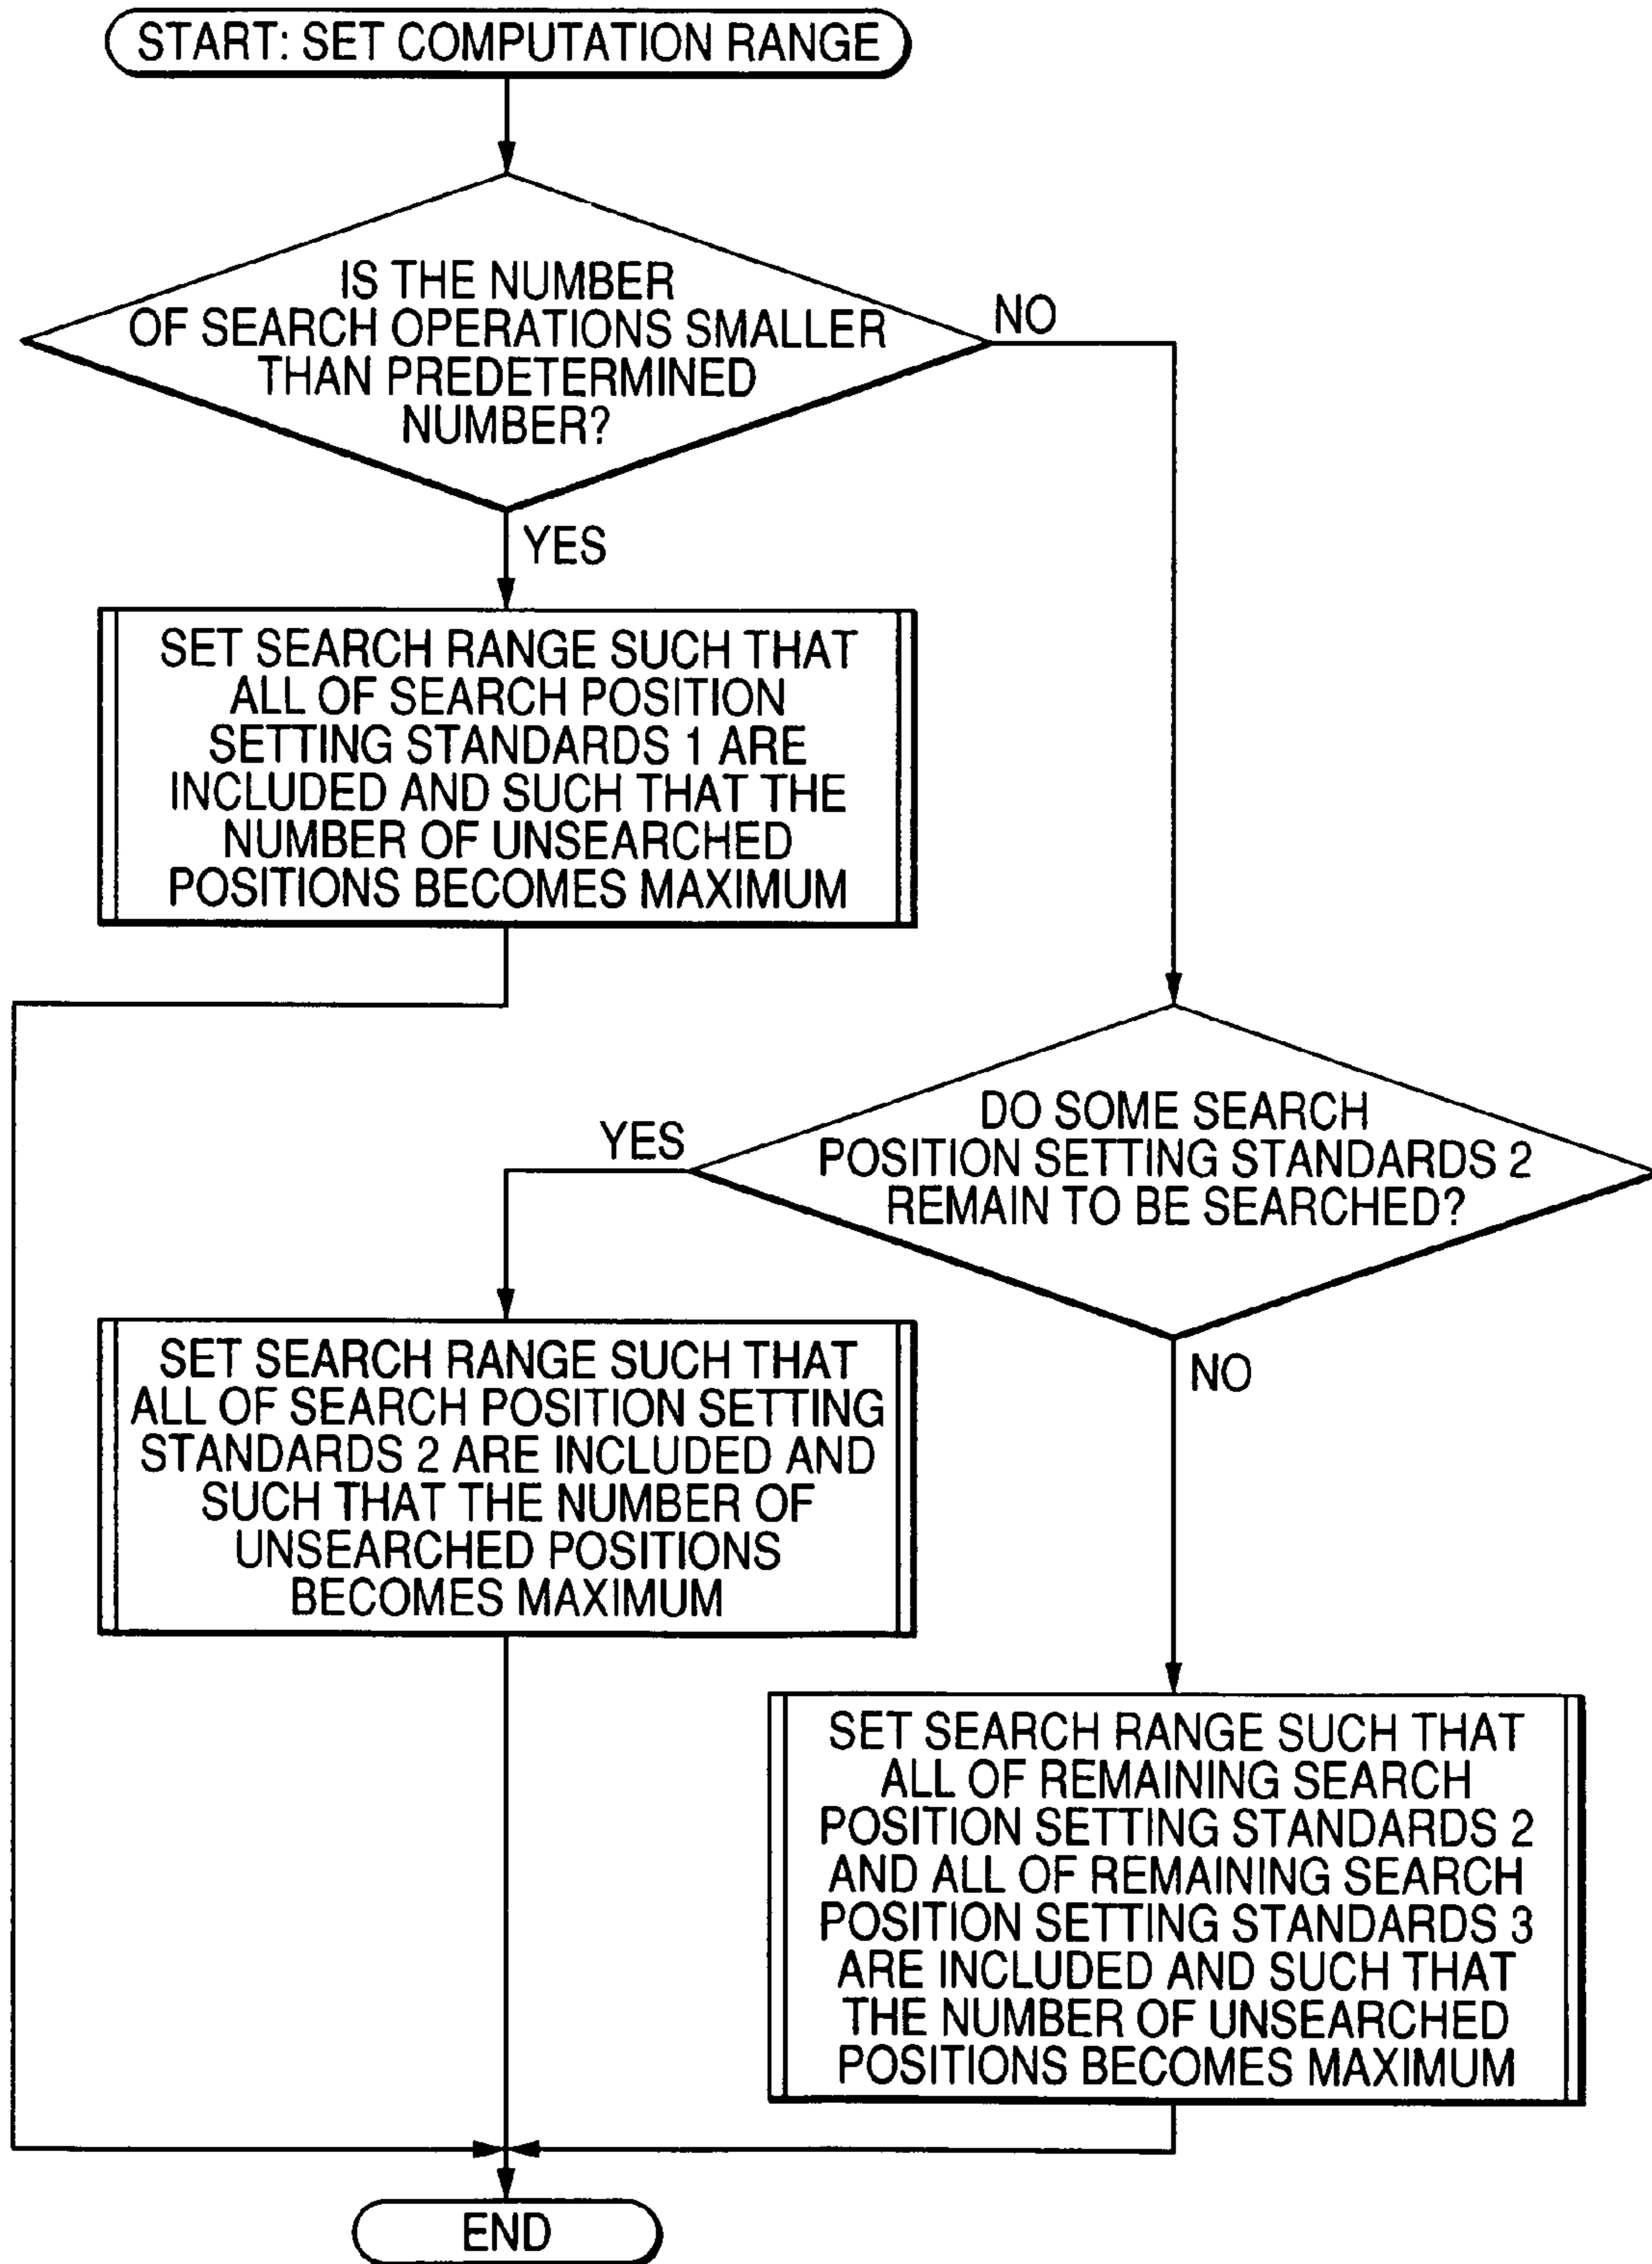 START: SET COMPUTATION RANGE
IS THE NUMBER
OF SEARCH OPERATIONS SMALLER
THAN PREDETERMINED
NUMBER?
NO
YES
SET SEARCH RANGE SUCH THAT
ALL OF SEARCH POSITION
SETTING STANDARDS 1 ARE
INCLUDED AND SUCH THAT THE
NUMBER OF UNSEARCHED
POSITIONS BECOMES MAXIMUM
DO SOME SEARCH
POSITION SETTING STANDARDS 2
REMAIN TO BE SEARCHED?
YES
NO
SET SEARCH RANGE SUCH THAT
ALL OF SEARCH POSITION SETTING
STANDARDS 2 ARE INCLUDED AND
SUCH THAT THE NUMBER OF
UNSEARCHED POSITIONS
BECOMES MAXIMUM
SET SEARCH RANGE SUCH THAT
ALL OF REMAINING SEARCH
POSITION SETTING STANDARDS 2
AND ALL OF REMAINING SEARCH
POSITION SETTING STANDARDS 3
ARE INCLUDED AND SUCH THAT
THE NUMBER OF UNSEARCHED
POSITIONS BECOMES MAXIMUM
END